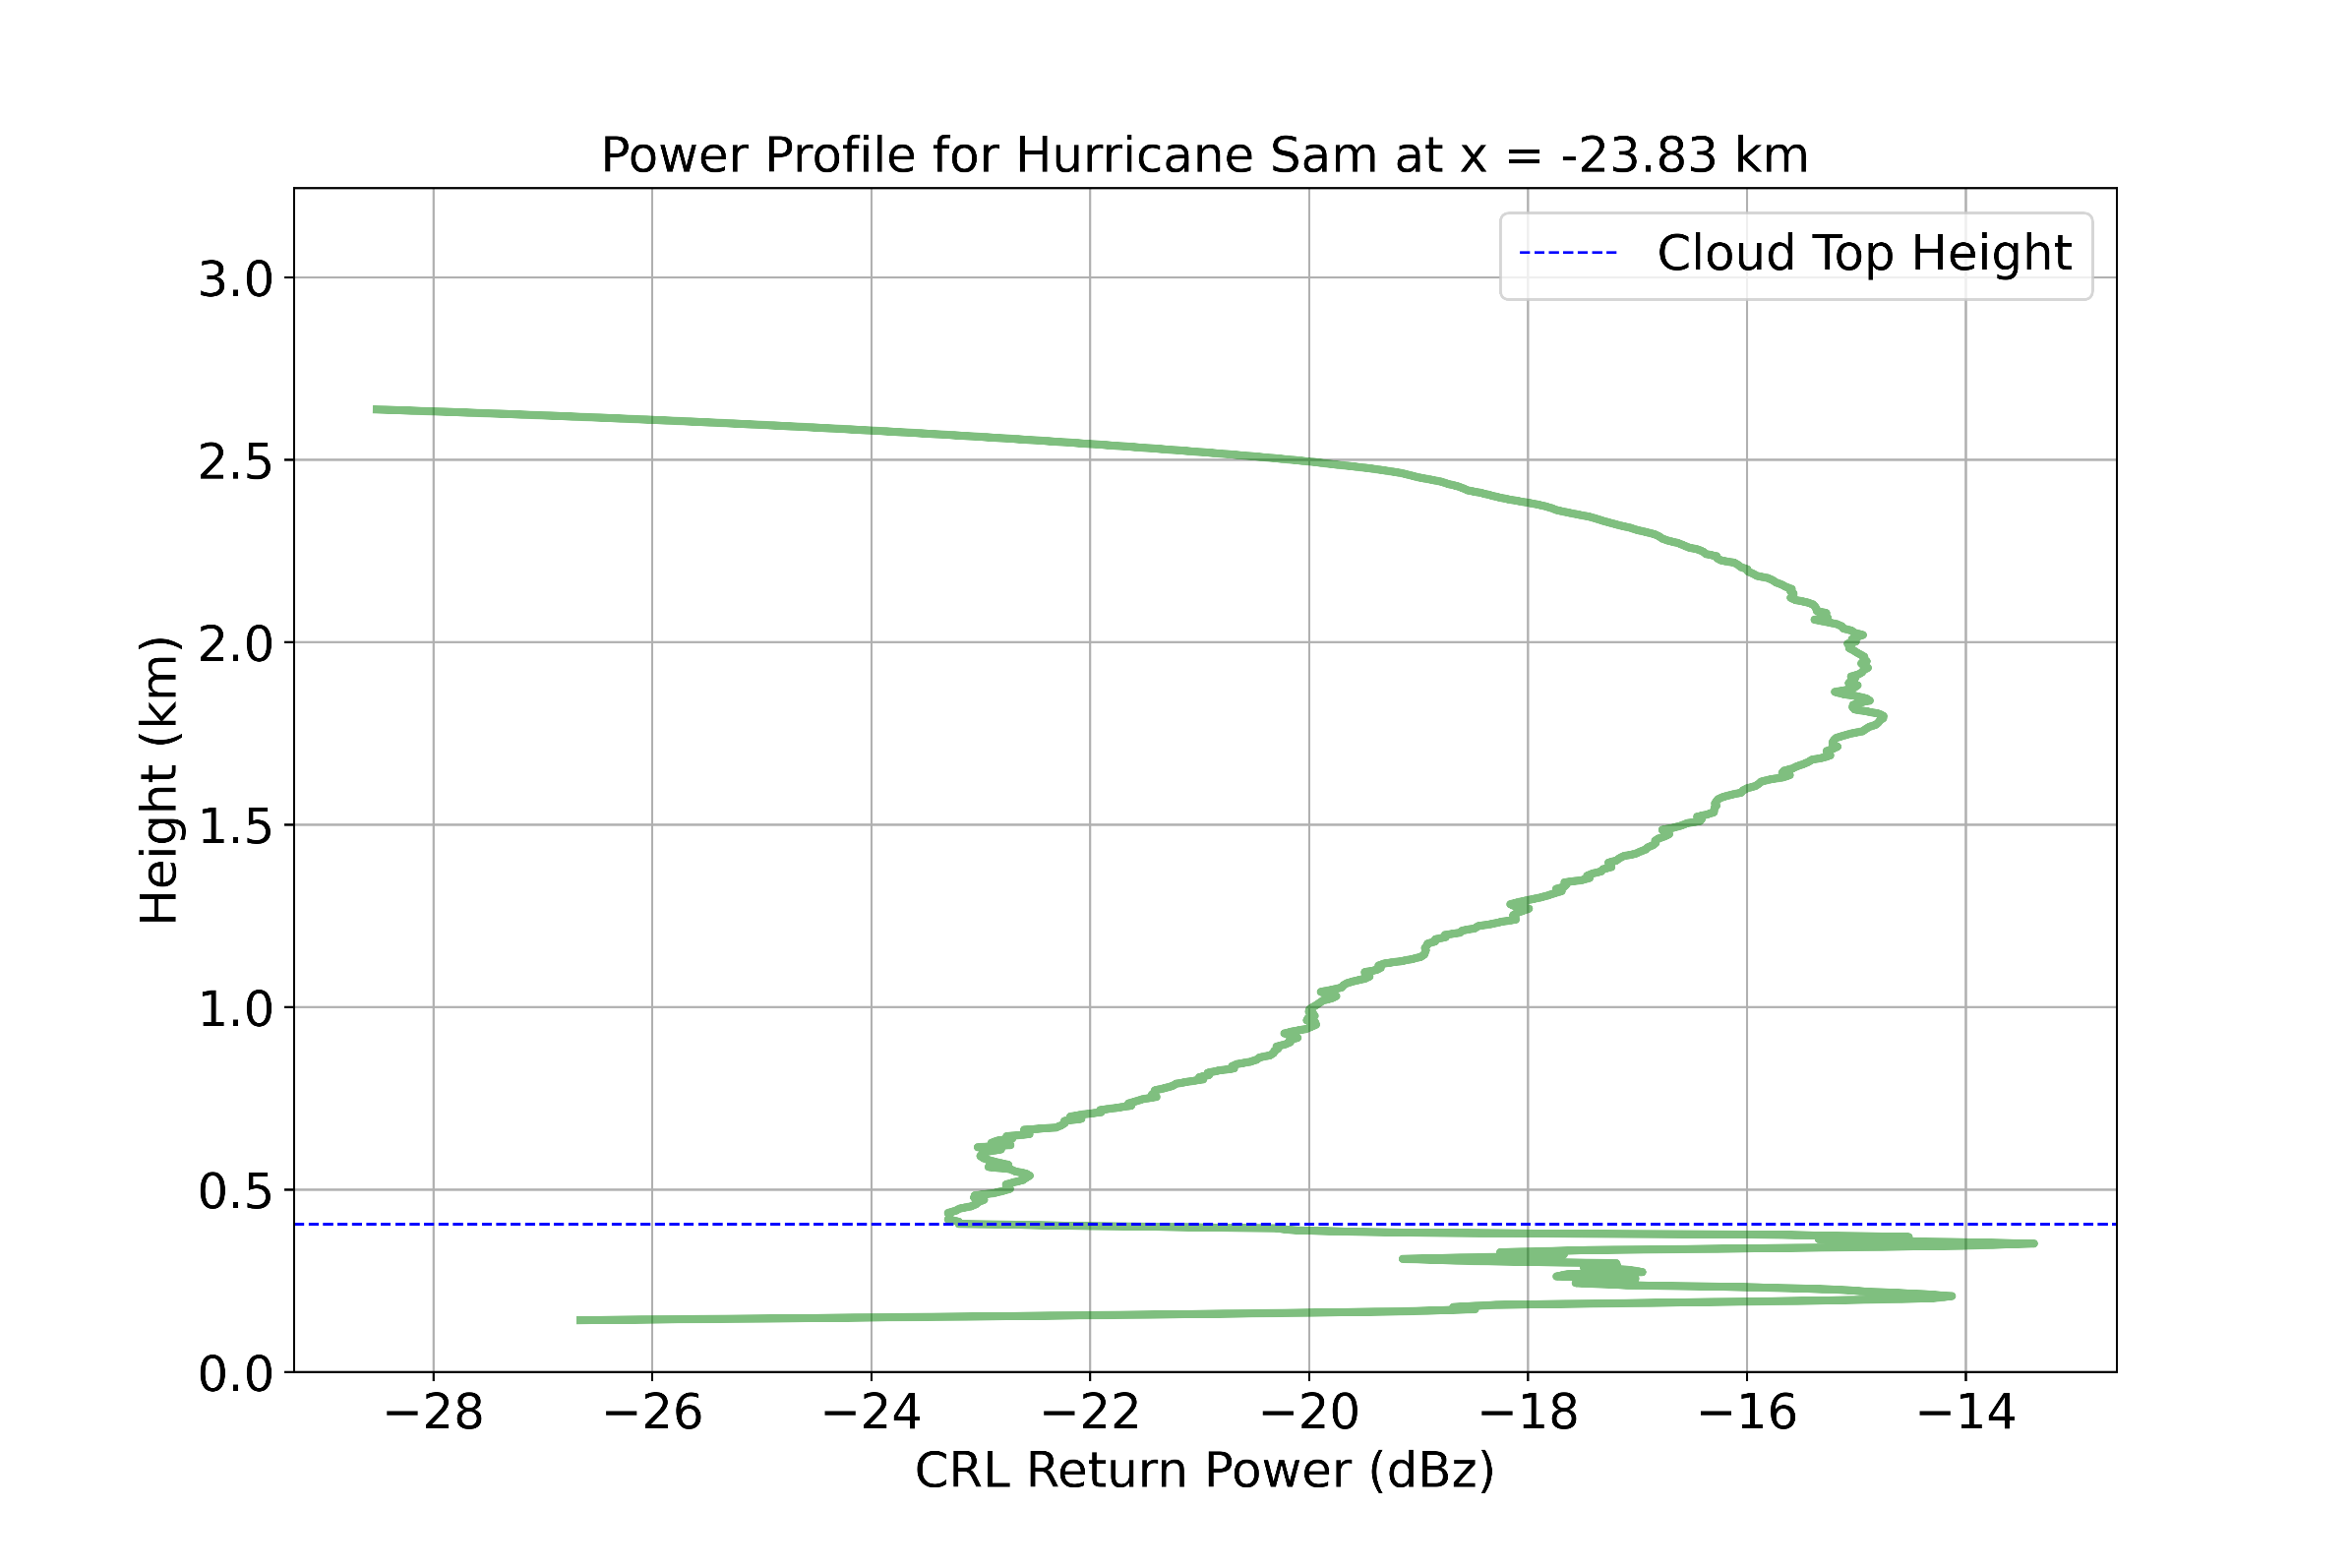 Power Profile for Hurricane Sam at x = -23.83 km
Cloud Top Height
3.0
2.5
2.0
1.5
1.0
0.5
0.0
Height (km)
−28 −26 −24 −22 −20 −18 −16 −14
CRL Return Power (dBz)